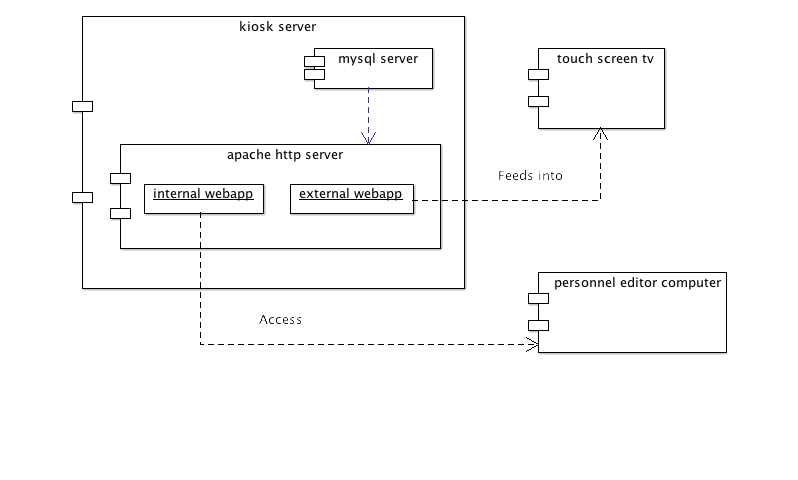 kiosk server
mysql server
touch screen tv
apache http server
Feeds into
internal webapp
external webapp
personnel editor computer
Access